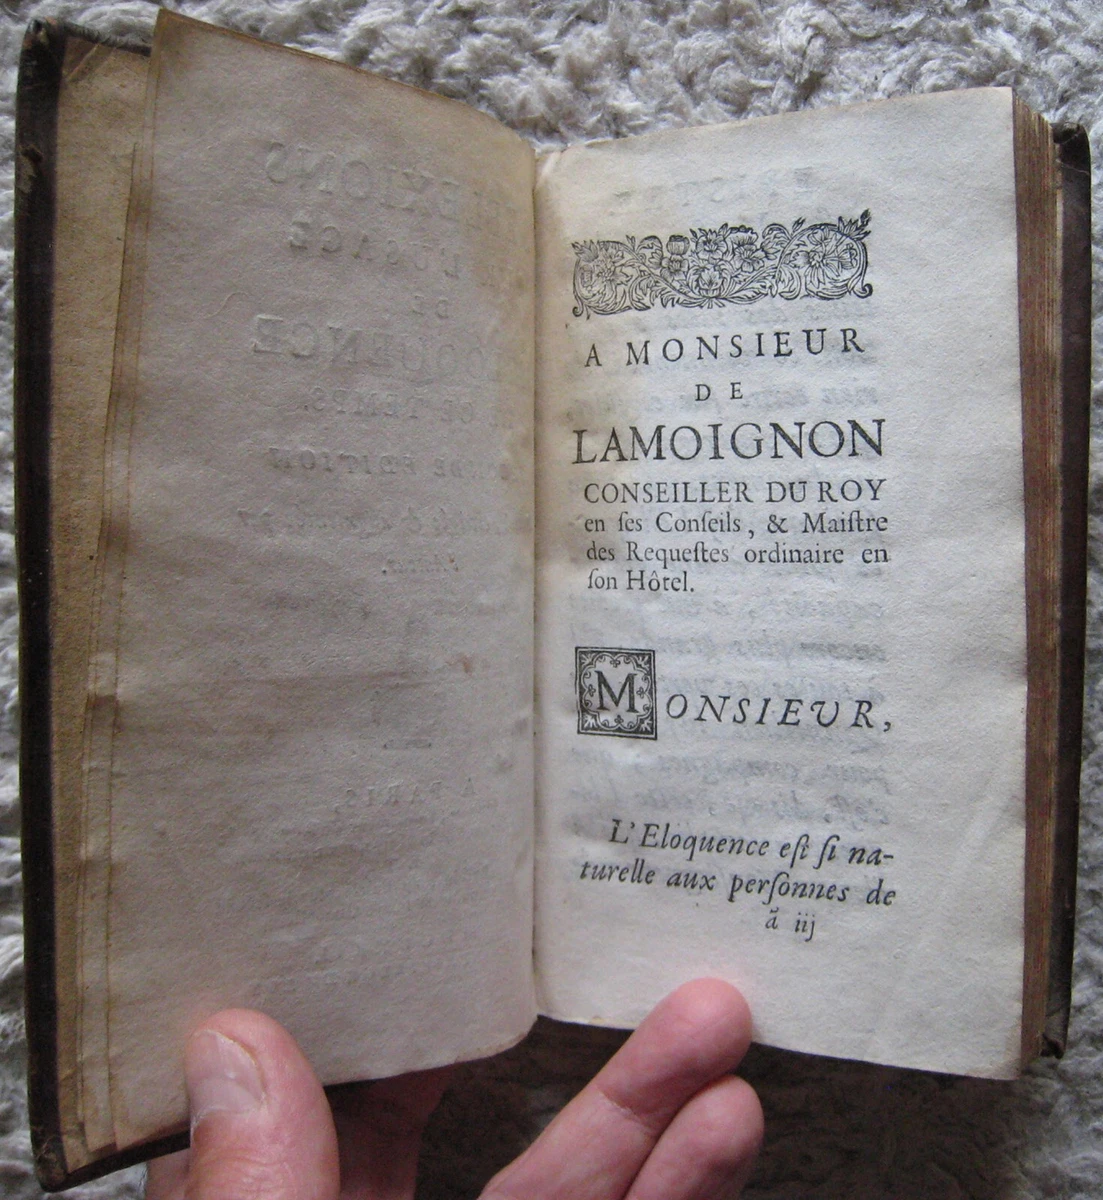 A MONSIEUR
DE
LAMOIGNON
CONSEILLER DU ROY
en ſes Conſeils, & Maiſtre
des Requeſtes ordinaire en
ſon Hôtel.
MONSIEUR,
L'Eloquence eſt ſi na-
turelle aux perſonnes de
ã iij